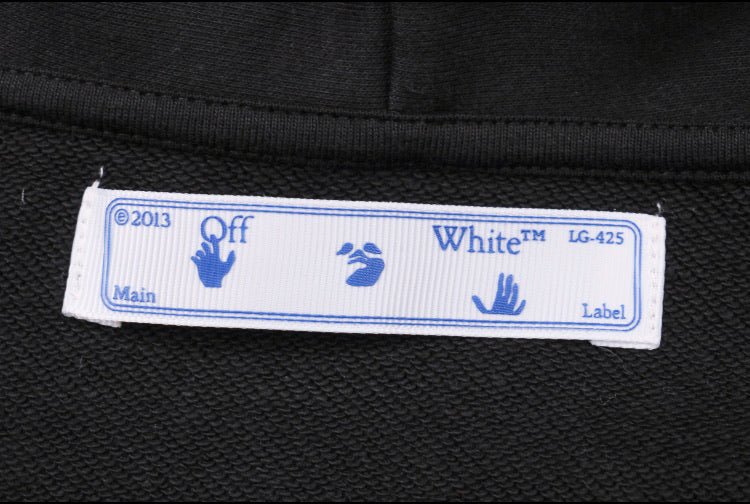 ©2013 Off White™ LG-425
Main Label